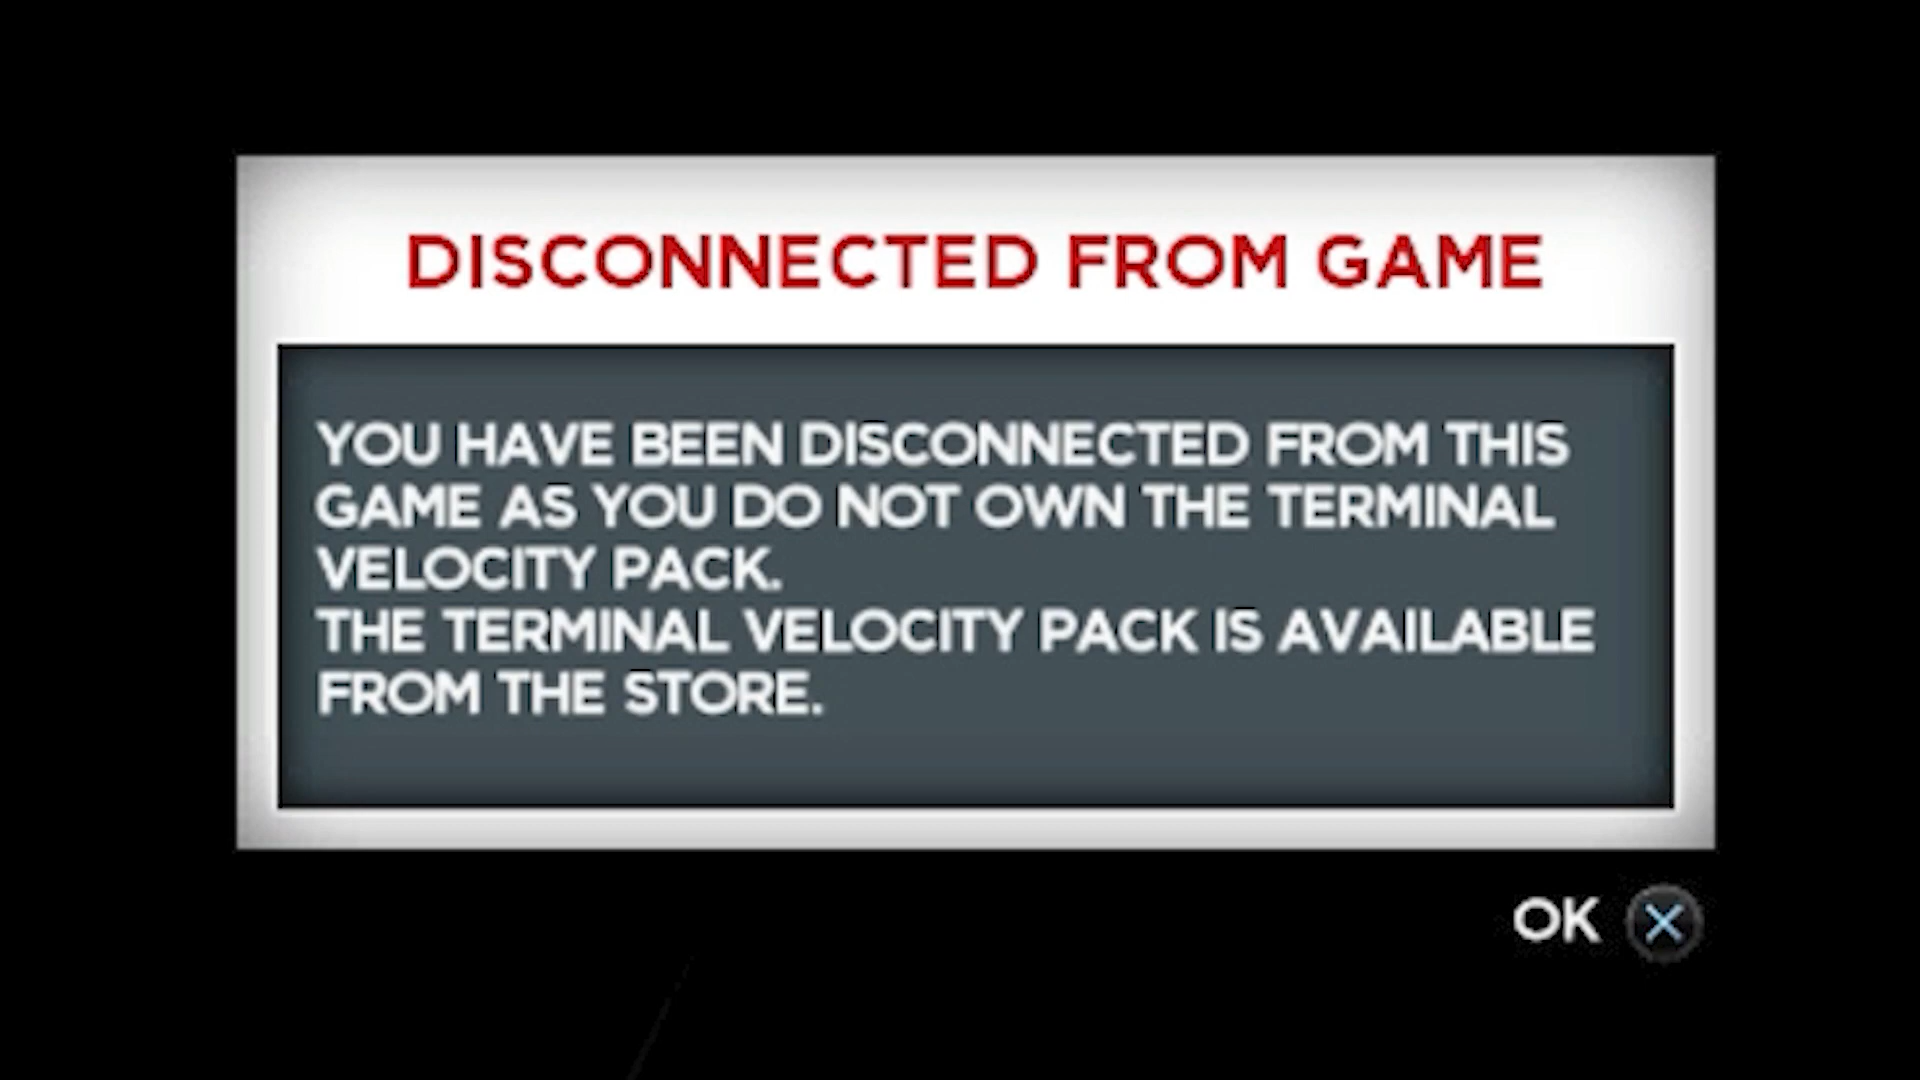 DISCONNECTED FROM GAME
YOU HAVE BEEN DISCONNECTED FROM THIS
GAME AS YOU DO NOT OWN THE TERMINAL
VELOCITY PACK.
THE TERMINAL VELOCITY PACK IS AVAILABLE
FROM THE STORE.
OK